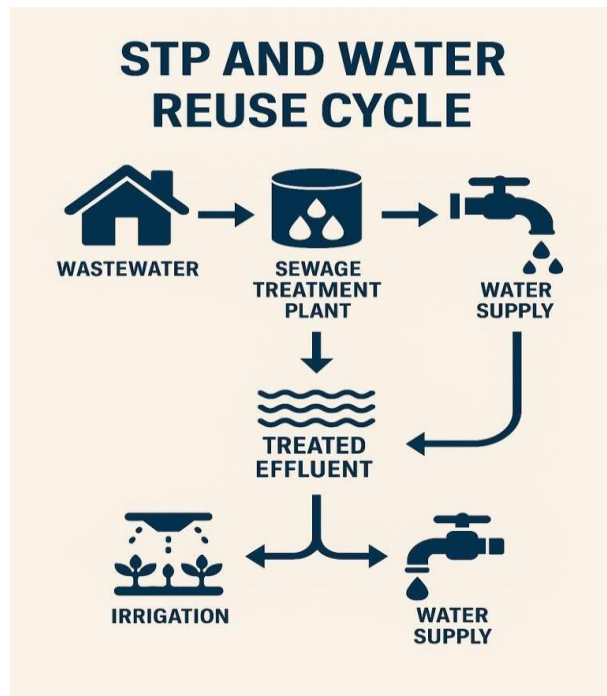 STP AND WATER
REUSE CYCLE
WASTEWATER
SEWAGE
TREATMENT
PLANT
WATER
SUPPLY
TREATED
EFFLUENT
IRRIGATION
WATER
SUPPLY